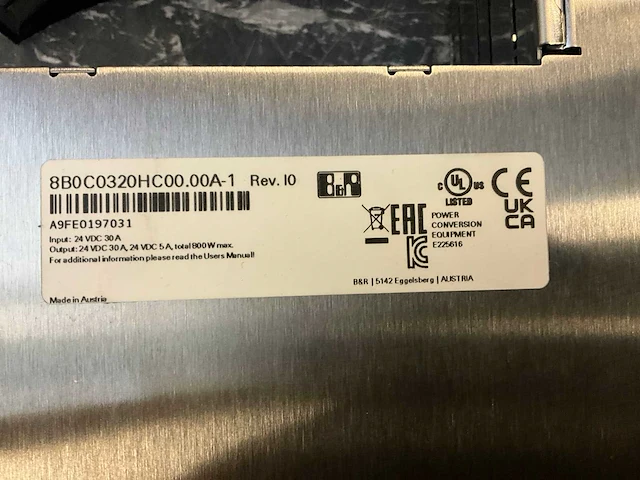 8B0C0320HC00.00A-1 Rev. I0
B&R
C UL US
LISTED
CE
A9FE0197031
Input: 24 VDC 30 A
Output: 24 VDC 30 A, 24 VDC 5 A, total 800 W max.
For additional information please read the Users Manual!
EAC
POWER
CONVERSION
EQUIPMENT
E225616
UK
CA
B&R | 5142 Eggelsberg | AUSTRIA
Made in Austria